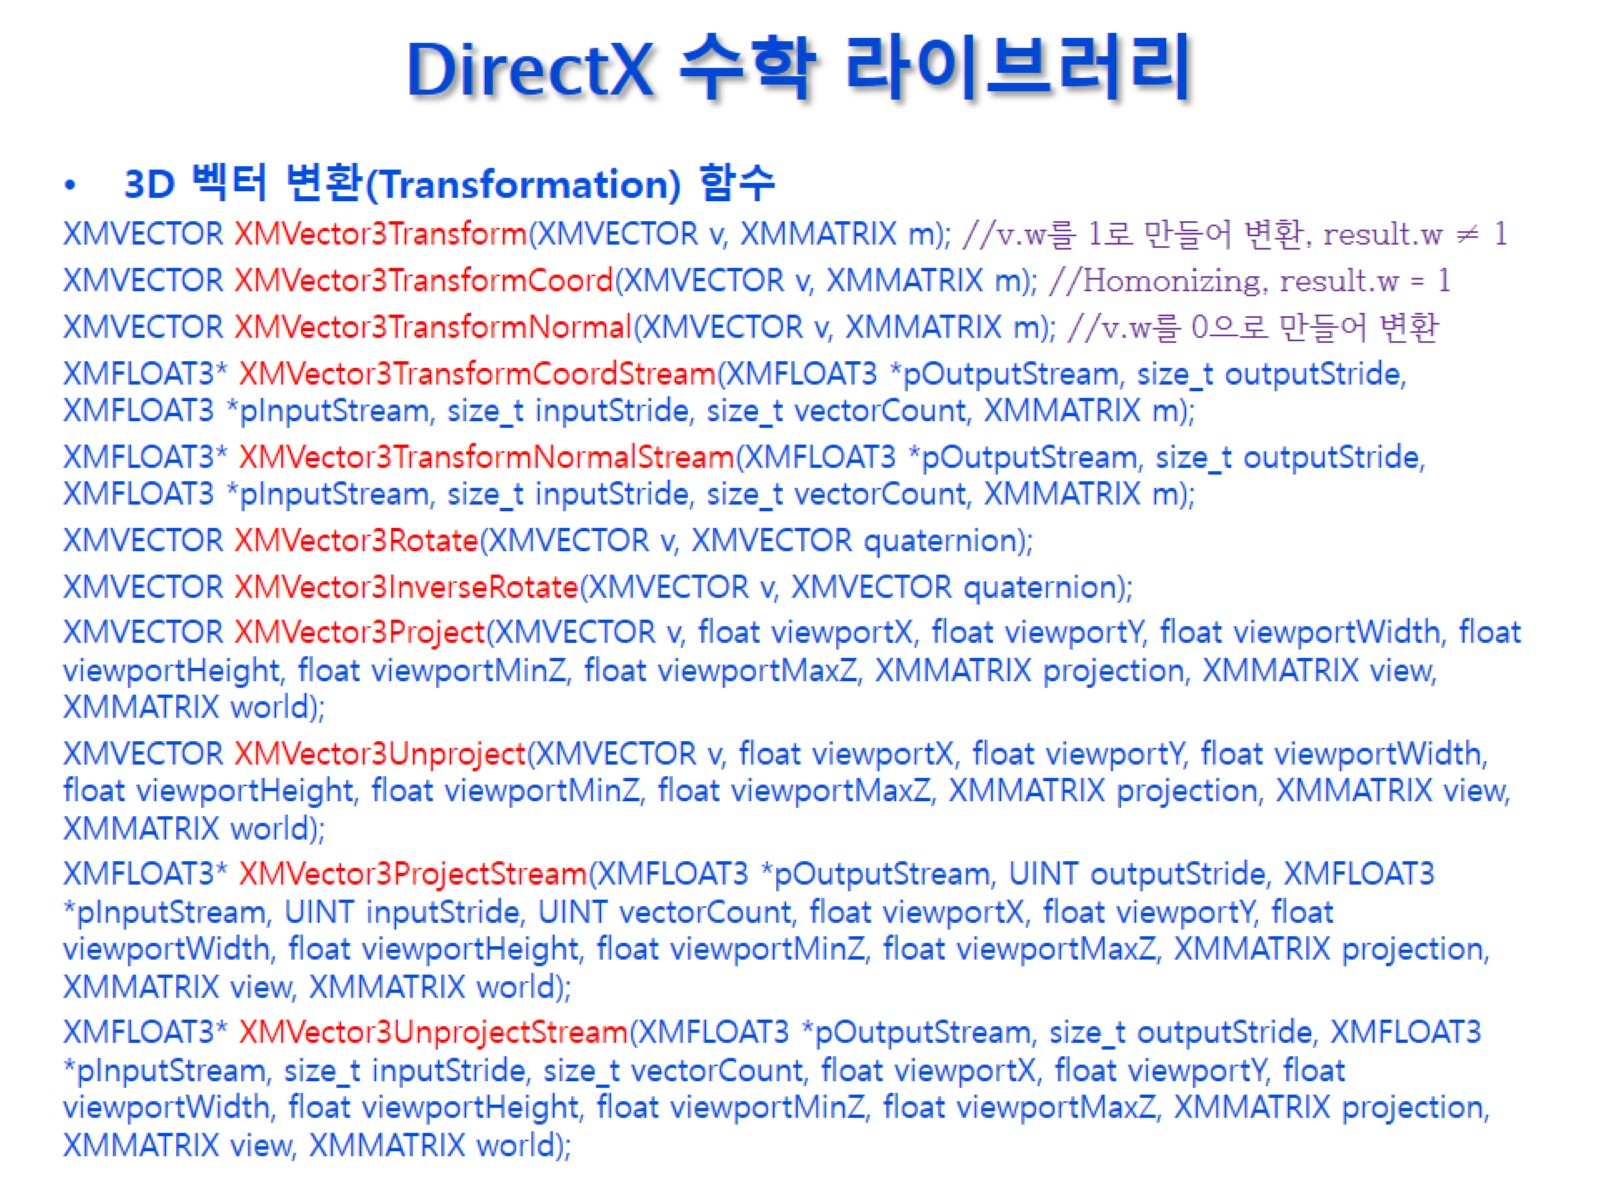 DirectX 수학 라이브러리
• 3D 벡터 변환(Transformation) 함수
XMVECTOR XMVector3Transform(XMVECTOR v, XMMATRIX m); //v.w를 1로 만들어 변환, result.w ≠ 1
XMVECTOR XMVector3TransformCoord(XMVECTOR v, XMMATRIX m); //Homonizing, result.w = 1
XMVECTOR XMVector3TransformNormal(XMVECTOR v, XMMATRIX m); //v.w를 0으로 만들어 변환
XMFLOAT3* XMVector3TransformCoordStream(XMFLOAT3 *pOutputStream, size_t outputStride,
XMFLOAT3 *pInputStream, size_t inputStride, size_t vectorCount, XMMATRIX m);
XMFLOAT3* XMVector3TransformNormalStream(XMFLOAT3 *pOutputStream, size_t outputStride,
XMFLOAT3 *pInputStream, size_t inputStride, size_t vectorCount, XMMATRIX m);
XMVECTOR XMVector3Rotate(XMVECTOR v, XMVECTOR quaternion);
XMVECTOR XMVector3InverseRotate(XMVECTOR v, XMVECTOR quaternion);
XMVECTOR XMVector3Project(XMVECTOR v, float viewportX, float viewportY, float viewportWidth, float
viewportHeight, float viewportMinZ, float viewportMaxZ, XMMATRIX projection, XMMATRIX view,
XMMATRIX world);
XMVECTOR XMVector3Unproject(XMVECTOR v, float viewportX, float viewportY, float viewportWidth,
float viewportHeight, float viewportMinZ, float viewportMaxZ, XMMATRIX projection, XMMATRIX view,
XMMATRIX world);
XMFLOAT3* XMVector3ProjectStream(XMFLOAT3 *pOutputStream, UINT outputStride, XMFLOAT3
*pInputStream, UINT inputStride, UINT vectorCount, float viewportX, float viewportY, float
viewportWidth, float viewportHeight, float viewportMinZ, float viewportMaxZ, XMMATRIX projection,
XMMATRIX view, XMMATRIX world);
XMFLOAT3* XMVector3UnprojectStream(XMFLOAT3 *pOutputStream, size_t outputStride, XMFLOAT3
*pInputStream, size_t inputStride, size_t vectorCount, float viewportX, float viewportY, float
viewportWidth, float viewportHeight, float viewportMinZ, float viewportMaxZ, XMMATRIX projection,
XMMATRIX view, XMMATRIX world);